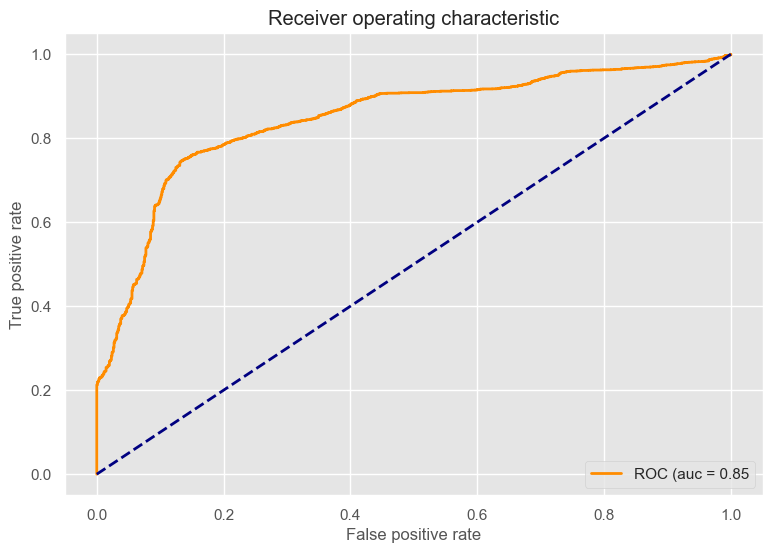 Receiver operating characteristic
1.0
0.8
0.6
0.4
0.2
0.0
True positive rate
ROC (auc = 0.85
0.0 0.2 0.4 0.6 0.8 1.0
False positive rate